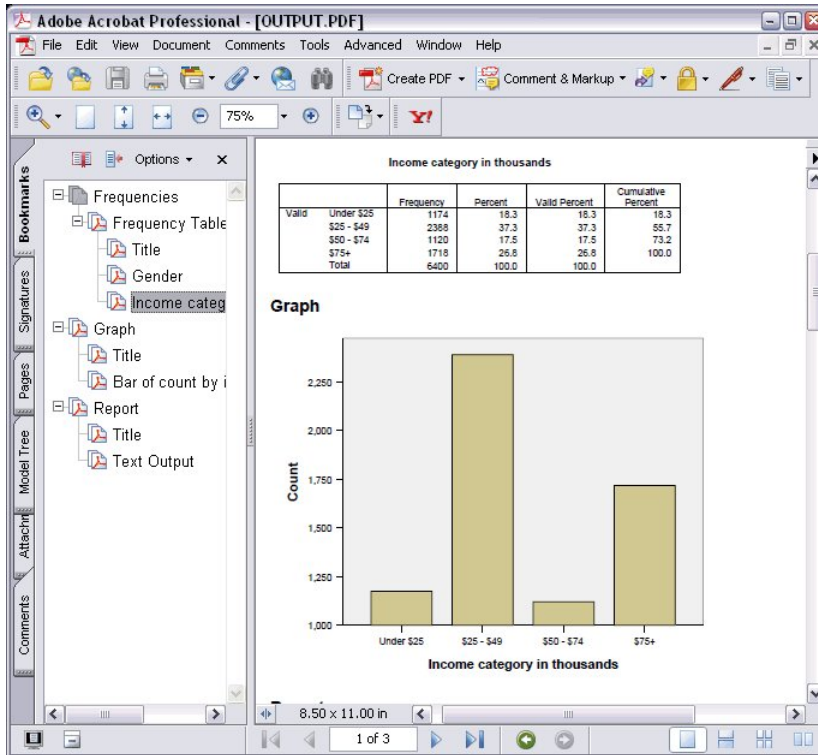 Adobe Acrobat Professional - [OUTPUT.PDF]
File Edit View Document Comments Tools Advanced Window Help
Create PDF Comment & Markup
75% Y!
Bookmarks
Signatures
Pages
Model Tree
Attachm
Comments
Options x
Frequencies
Frequency Table
Title
Gender
Income categ
Graph
Title
Bar of count by i
Report
Title
Text Output
Income category in thousands
Frequency Percent Valid Percent Cumulative Percent
Valid Under $25 1174 18.3 18.3 18.3
$25 - $49 2388 37.3 37.3 55.7
$50 - $74 1120 17.5 17.5 73.2
$75+ 1718 26.8 26.8 100.0
Total 6400 100.0 100.0
Graph
Count
2,250
2,000
1,750
1,500
1,250
1,000
Under $25 $25 - $49 $50 - $74 $75+
Income category in thousands
8.50 x 11.00 in
1 of 3